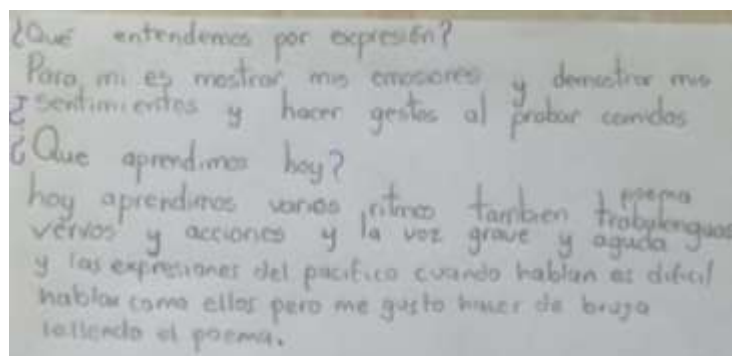 ¿Qué entendemos por expresión?
Para mi es mostrar mis emosiones y demostrar mis
sentimientos y hacer gestos al probar comidas
¿Que aprendimos hoy?
hoy aprendimos varios ritmos tambien poema trabalenguas
vervos y acciones y la voz grave y aguda
y las expresiones del pacifico cuando hablan es dificil
hablar como ellos pero me gusto hacer de bruja
lellendo el poema.